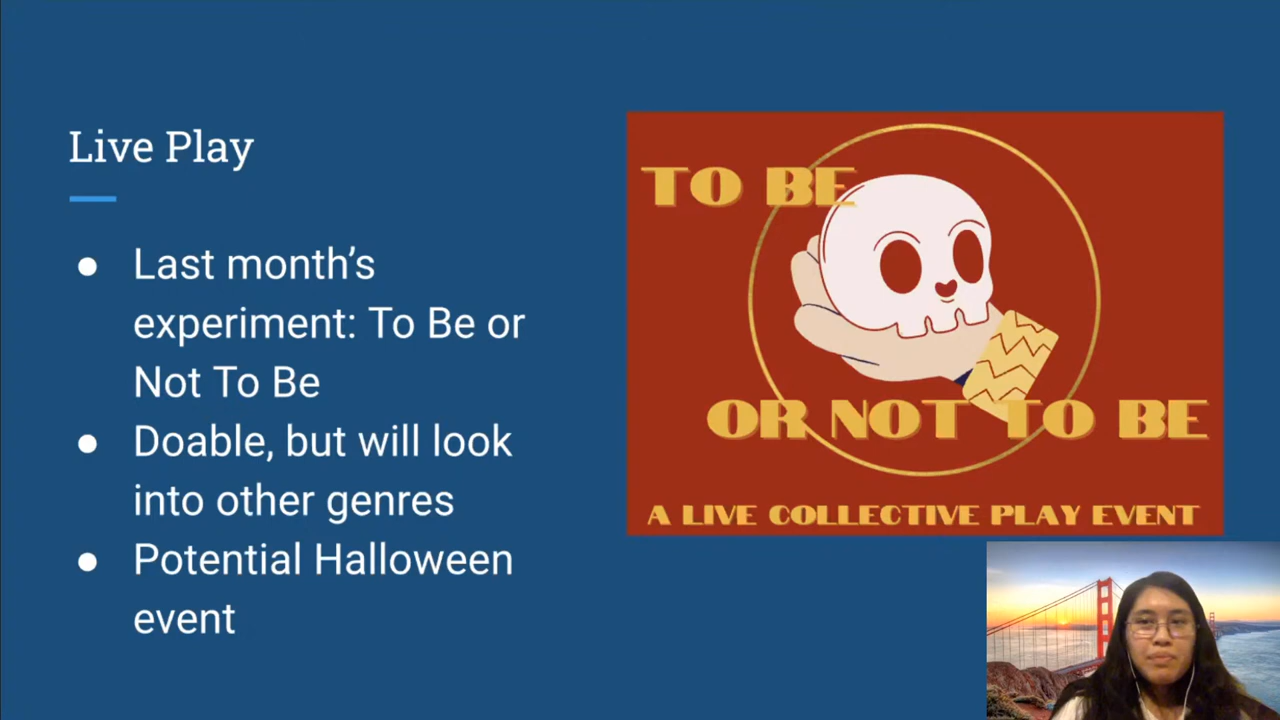 Live Play
● Last month’s
experiment: To Be or
Not To Be
● Doable, but will look
into other genres
● Potential Halloween
event
TO BE
OR NOT TO BE
A LIVE COLLECTIVE PLAY EVENT